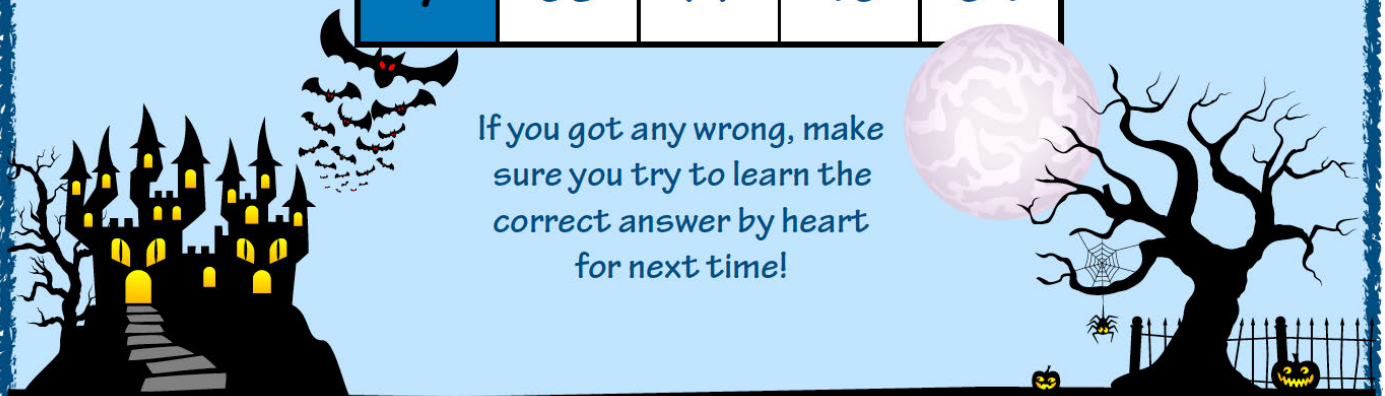 If you got any wrong, make
sure you try to learn the
correct answer by heart
for next time!